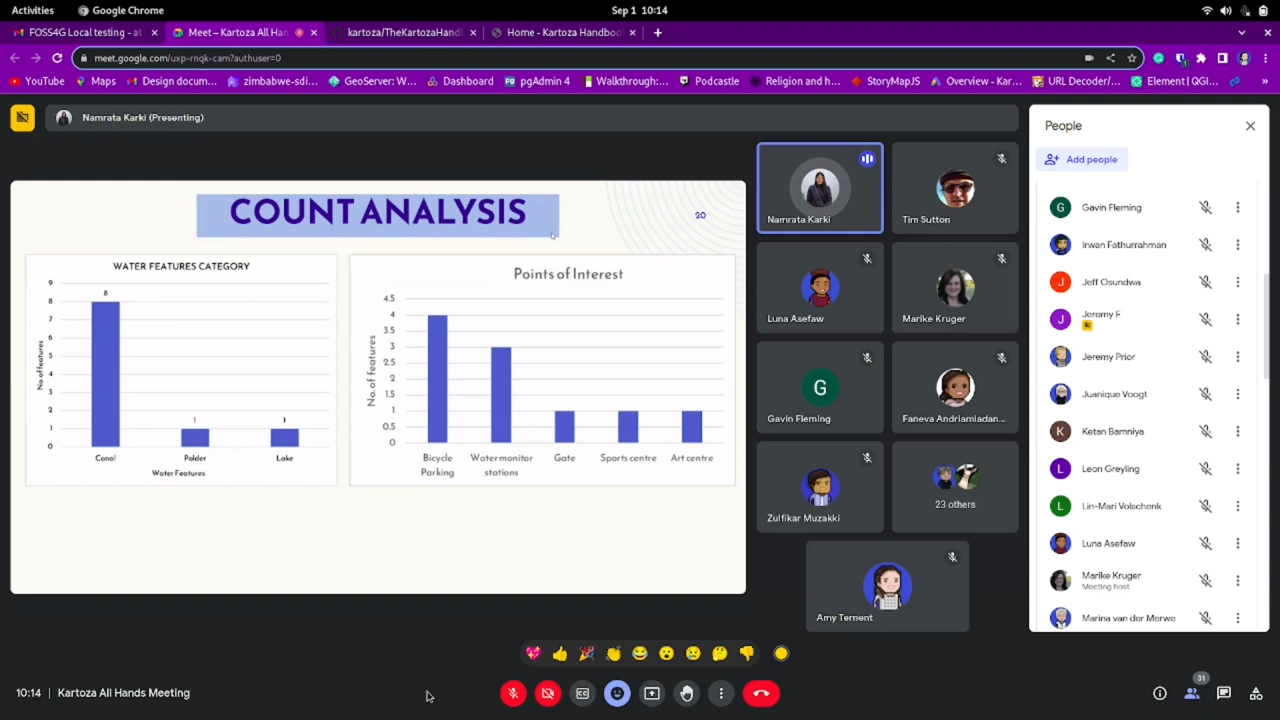 Activities
Google Chrome
Sep 1 10:14
FOSS4G Local testing - at
Meet – Kartoza All Han
kartoza/TheKartozaHandl
Home - Kartoza Handboo
meet.google.com/uxp-rnqk-cam?authuser=0
YouTube
Maps
Design docum...
zimbabwe-sdi...
GeoServer: W...
Dashboard
pgAdmin 4
Walkthrough:...
Podcastle
Religion and h...
StoryMapJS
Overview - Kar...
URL Decoder/...
Element | QGI...
Namrata Karki (Presenting)
COUNT ANALYSIS
20
WATER FEATURES CATEGORY
No.of features
9
8
7
6
5
4
3
2
1
0
8
1
1
Canal
Polder
Lake
Water Features
Points of Interest
No.of features
4.5
4
3.5
3
2.5
2
1.5
1
0.5
0
Bicycle Parking
Water monitor stations
Gate
Sports centre
Art centre
Namrata Karki
Tim Sutton
Luna Asefaw
Marike Kruger
G
Gavin Fleming
Faneva Andriamiadan...
Zulfikar Muzakki
23 others
Amy Ternent
People
Add people
G Gavin Fleming
Irwan Fathurrahman
J Jeff Osundwa
J Jeremy F
Jeremy Prior
Juanique Voogt
K Ketan Bamniya
L Leon Greyling
L Lin-Mari Volschenk
Luna Asefaw
Marike Kruger
Meeting host
Marina van der Merwe
10:14 | Kartoza All Hands Meeting
31